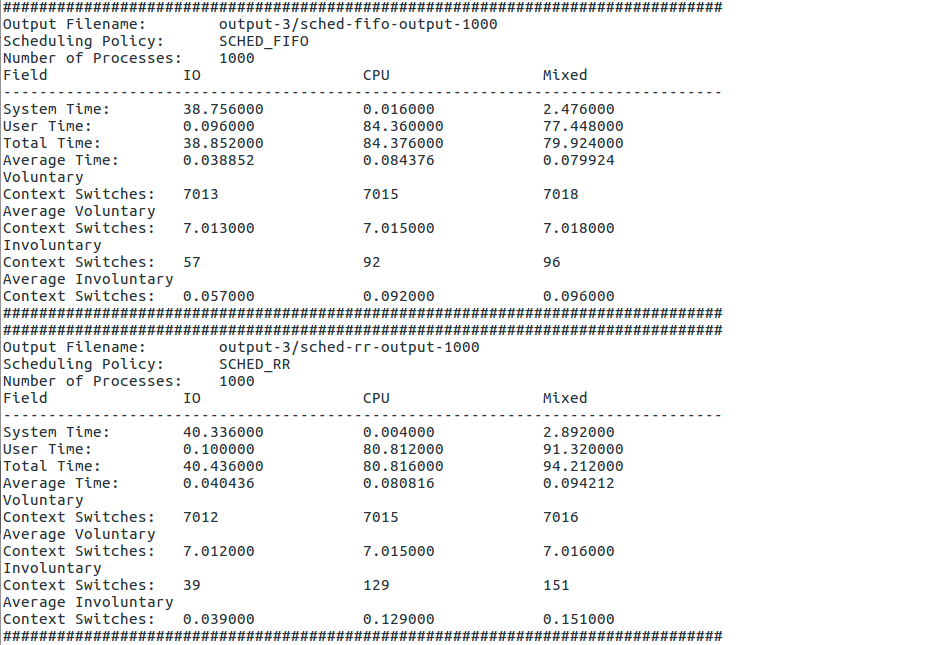 ################################################################################
Output Filename:        output-3/sched-fifo-output-1000
Scheduling Policy:      SCHED_FIFO
Number of Processes:    1000
Field               IO                  CPU                 Mixed
--------------------------------------------------------------------------------
System Time:        38.756000           0.016000            2.476000
User Time:          0.096000            84.360000           77.448000
Total Time:         38.852000           84.376000           79.924000
Average Time:       0.038852            0.084376            0.079924
Voluntary
Context Switches:   7013                7015                7018
Average Voluntary
Context Switches:   7.013000            7.015000            7.018000
Involuntary
Context Switches:   57                  92                  96
Average Involuntary
Context Switches:   0.057000            0.092000            0.096000
################################################################################
################################################################################
Output Filename:        output-3/sched-rr-output-1000
Scheduling Policy:      SCHED_RR
Number of Processes:    1000
Field               IO                  CPU                 Mixed
--------------------------------------------------------------------------------
System Time:        40.336000           0.004000            2.892000
User Time:          0.100000            80.812000           91.320000
Total Time:         40.436000           80.816000           94.212000
Average Time:       0.040436            0.080816            0.094212
Voluntary
Context Switches:   7012                7015                7016
Average Voluntary
Context Switches:   7.012000            7.015000            7.016000
Involuntary
Context Switches:   39                  129                 151
Average Involuntary
Context Switches:   0.039000            0.129000            0.151000
################################################################################